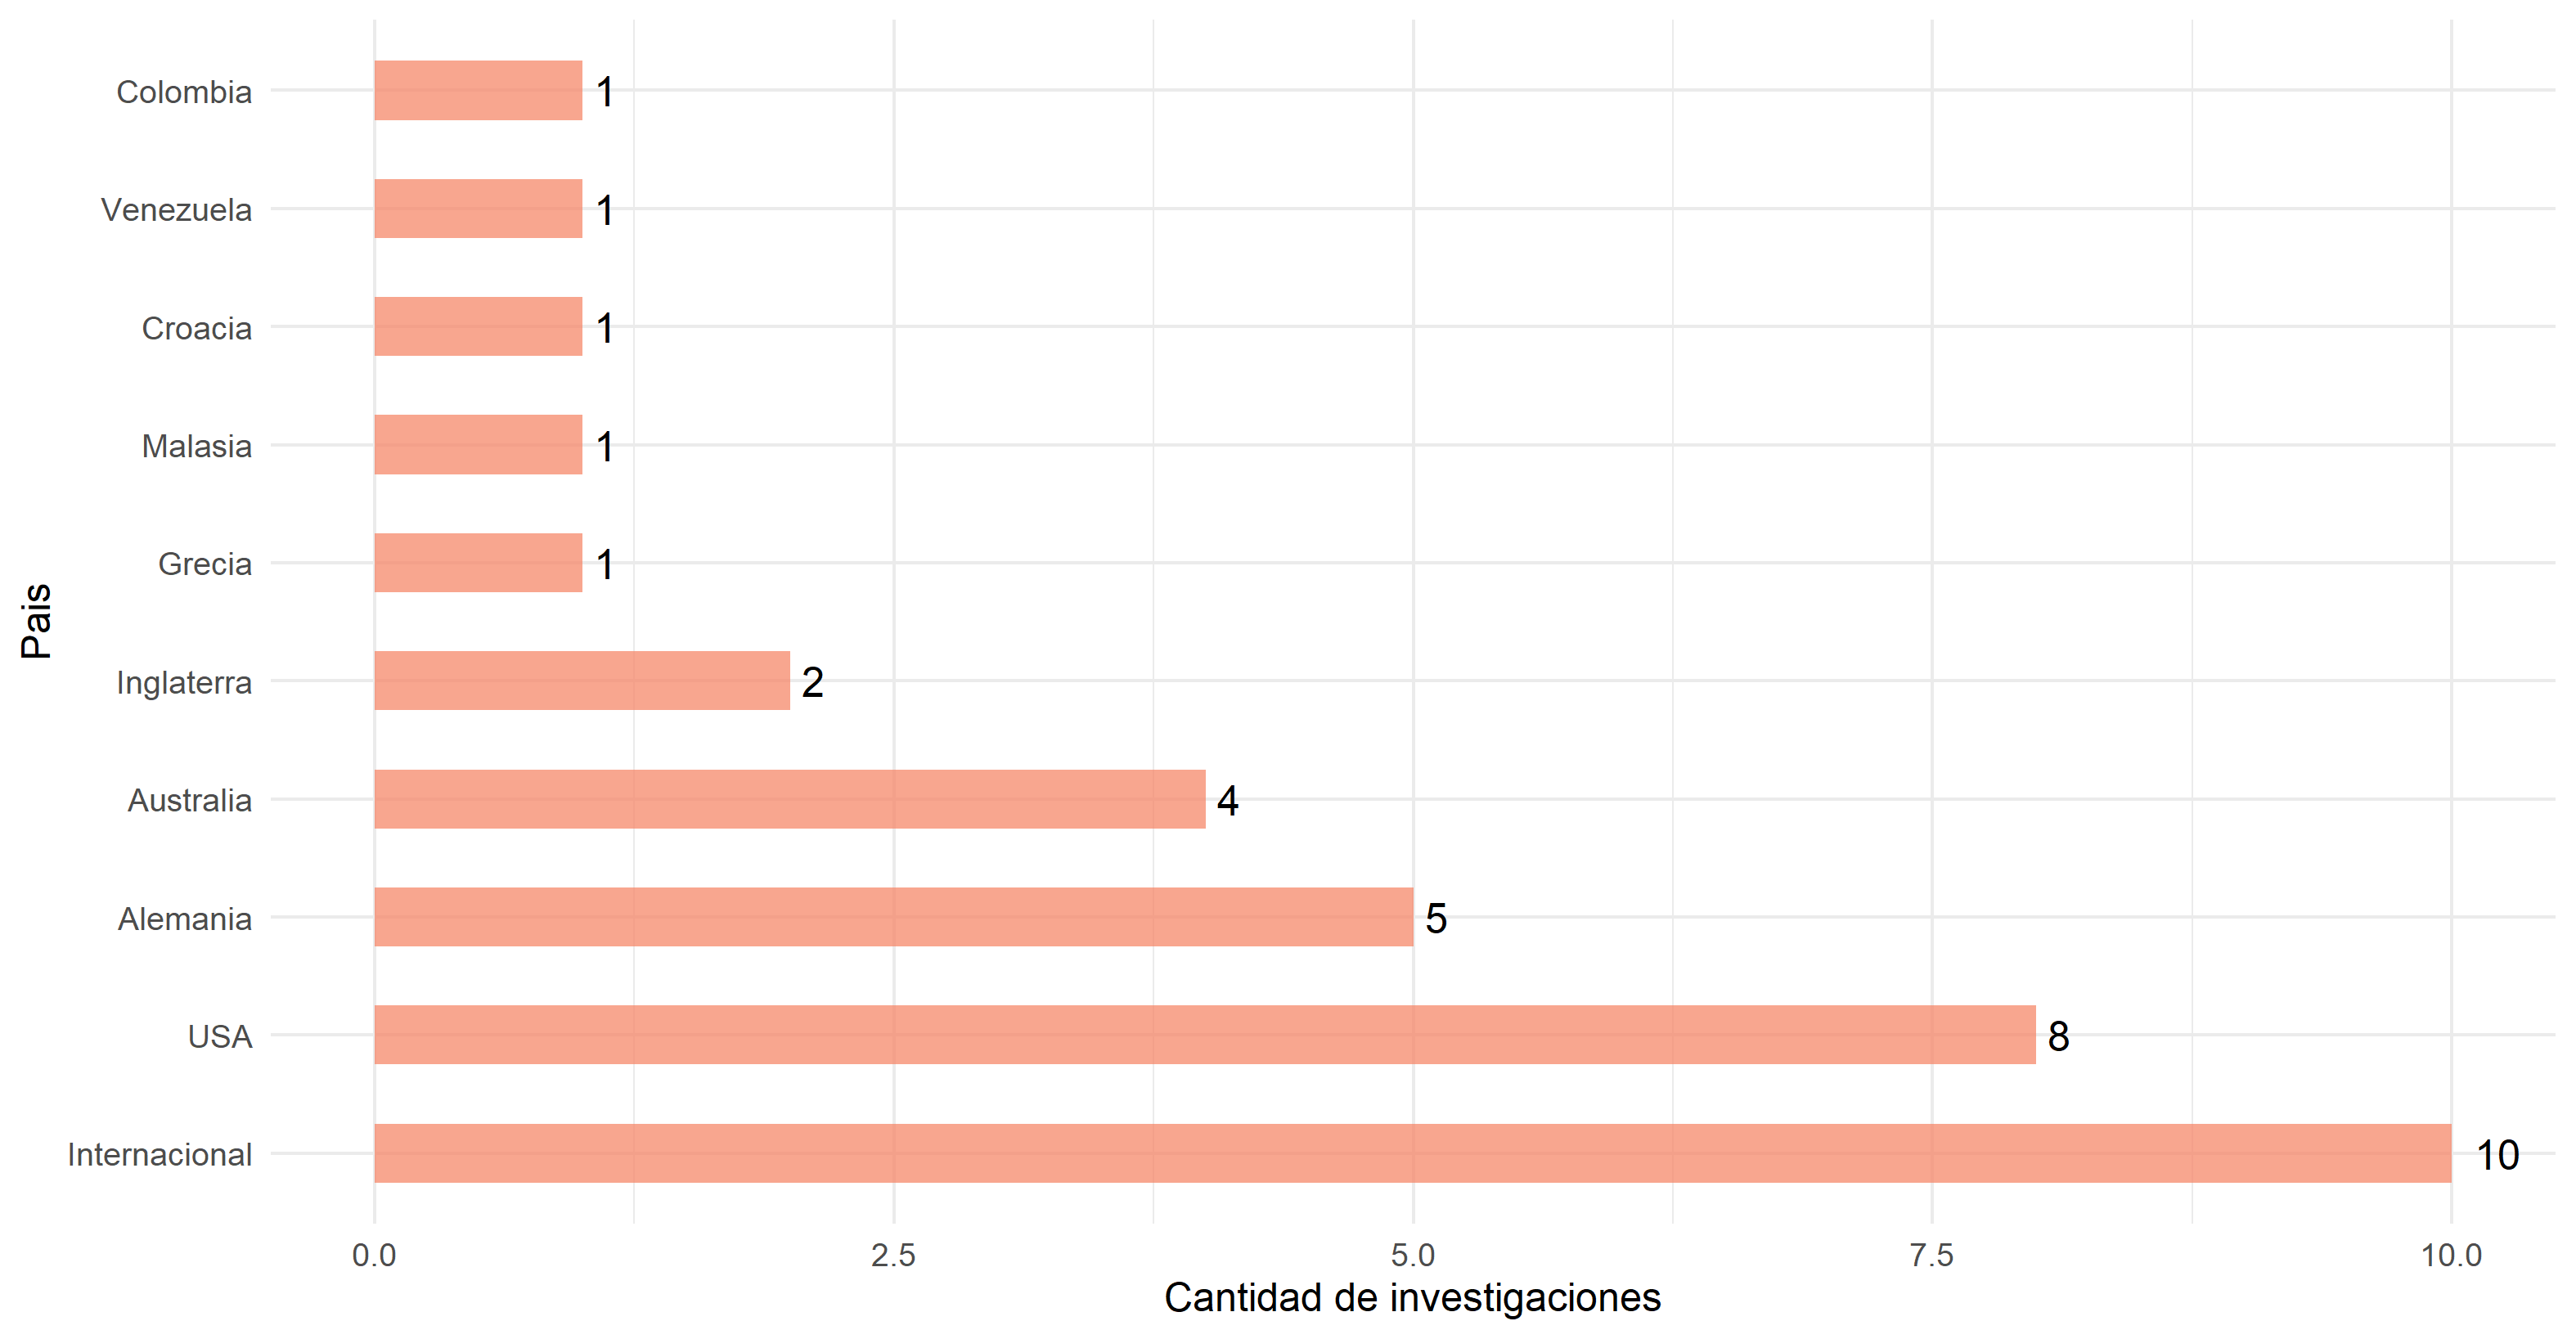 Colombia 1
Venezuela 1
Croacia 1
Malasia 1
Grecia 1
Pais
Inglaterra 2
Australia 4
Alemania 5
USA 8
Internacional 10
0.0 2.5 5.0 7.5 10.0
Cantidad de investigaciones